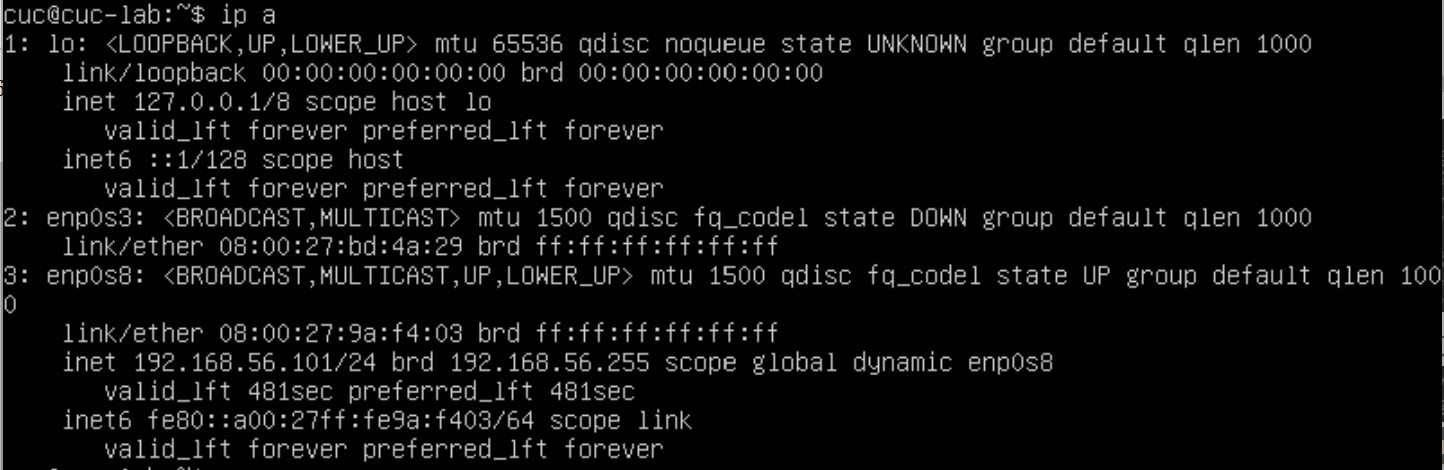 cuc@cuc-lab:~$ ip a
1: lo: <LOOPBACK,UP,LOWER_UP> mtu 65536 qdisc noqueue state UNKNOWN group default qlen 1000
    link/loopback 00:00:00:00:00:00 brd 00:00:00:00:00:00
    inet 127.0.0.1/8 scope host lo
       valid_lft forever preferred_lft forever
    inet6 ::1/128 scope host
       valid_lft forever preferred_lft forever
2: enp0s3: <BROADCAST,MULTICAST> mtu 1500 qdisc fq_codel state DOWN group default qlen 1000
    link/ether 08:00:27:bd:4a:29 brd ff:ff:ff:ff:ff:ff
3: enp0s8: <BROADCAST,MULTICAST,UP,LOWER_UP> mtu 1500 qdisc fq_codel state UP group default qlen 100
0
    link/ether 08:00:27:9a:f4:03 brd ff:ff:ff:ff:ff:ff
    inet 192.168.56.101/24 brd 192.168.56.255 scope global dynamic enp0s8
       valid_lft 481sec preferred_lft 481sec
    inet6 fe80::a00:27ff:fe9a:f403/64 scope link
       valid_lft forever preferred_lft forever